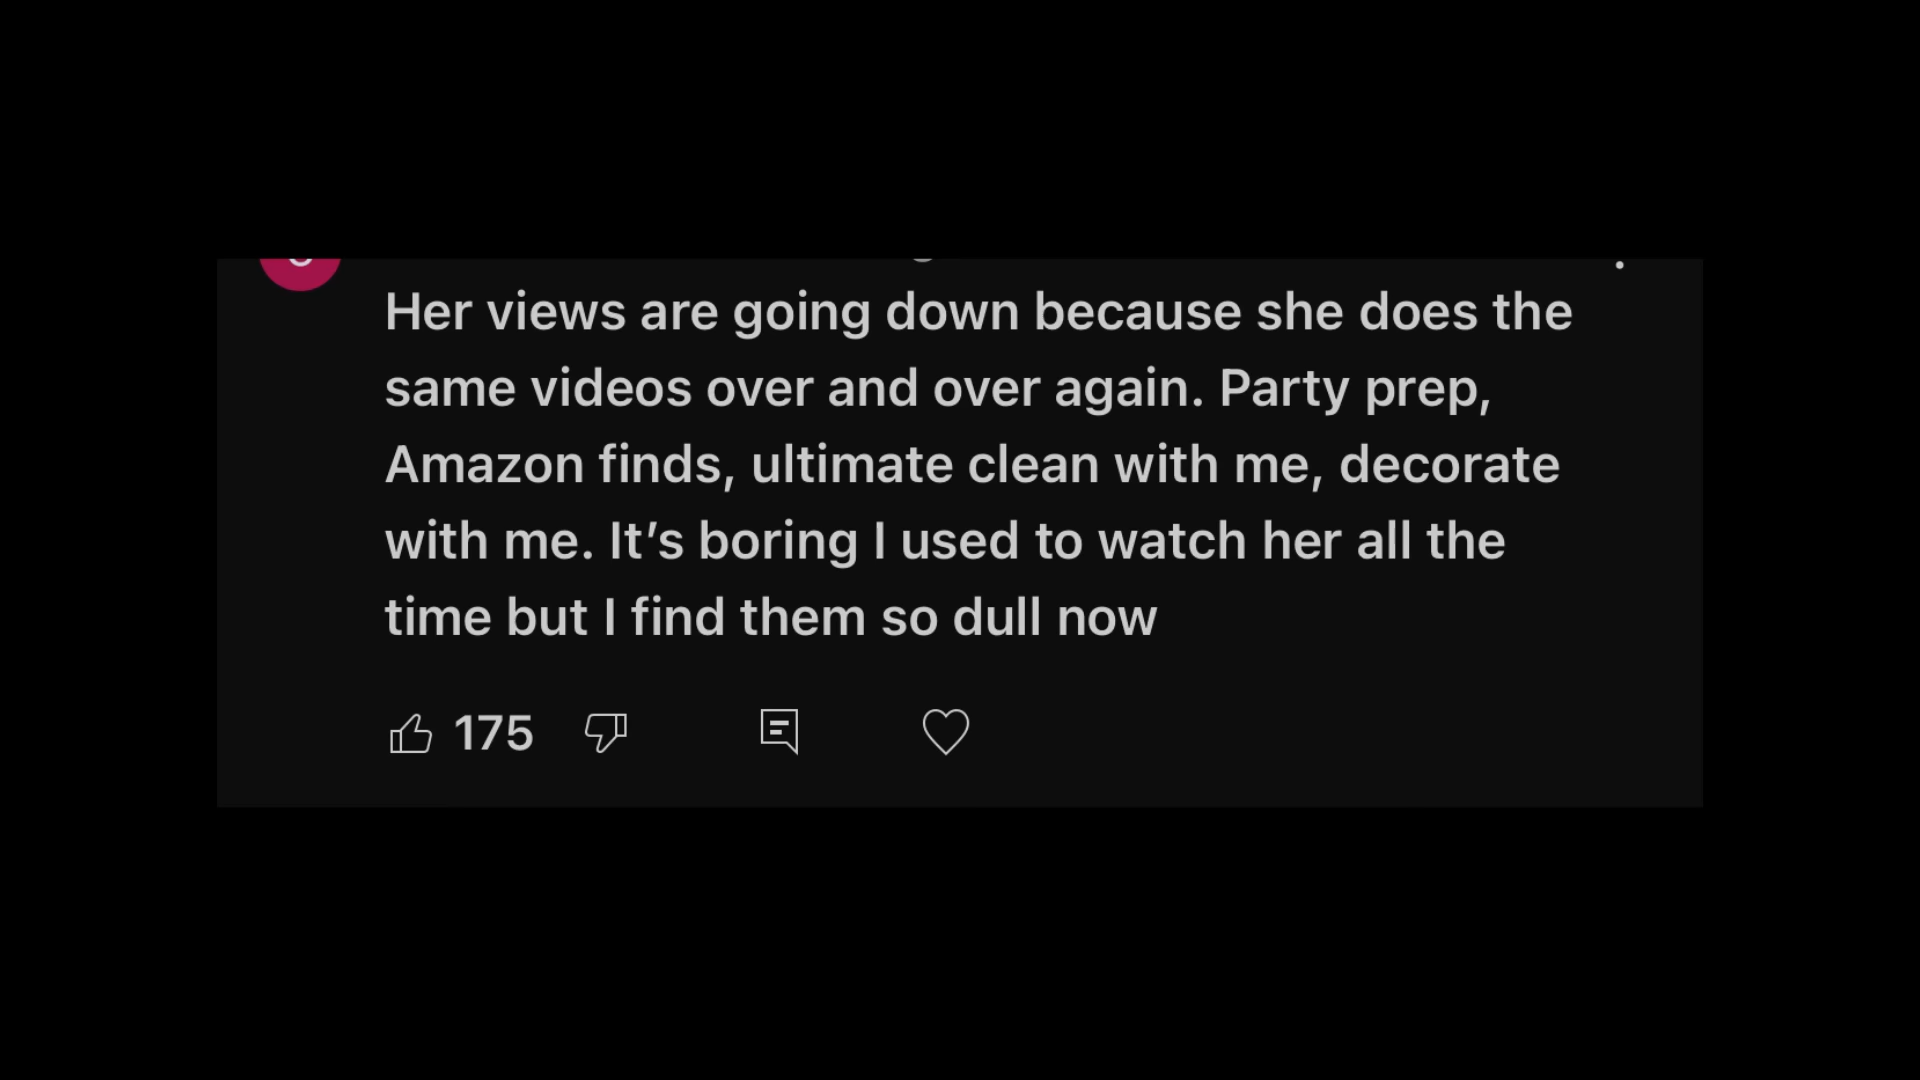 Her views are going down because she does the
same videos over and over again. Party prep,
Amazon finds, ultimate clean with me, decorate
with me. It’s boring I used to watch her all the
time but I find them so dull now
175